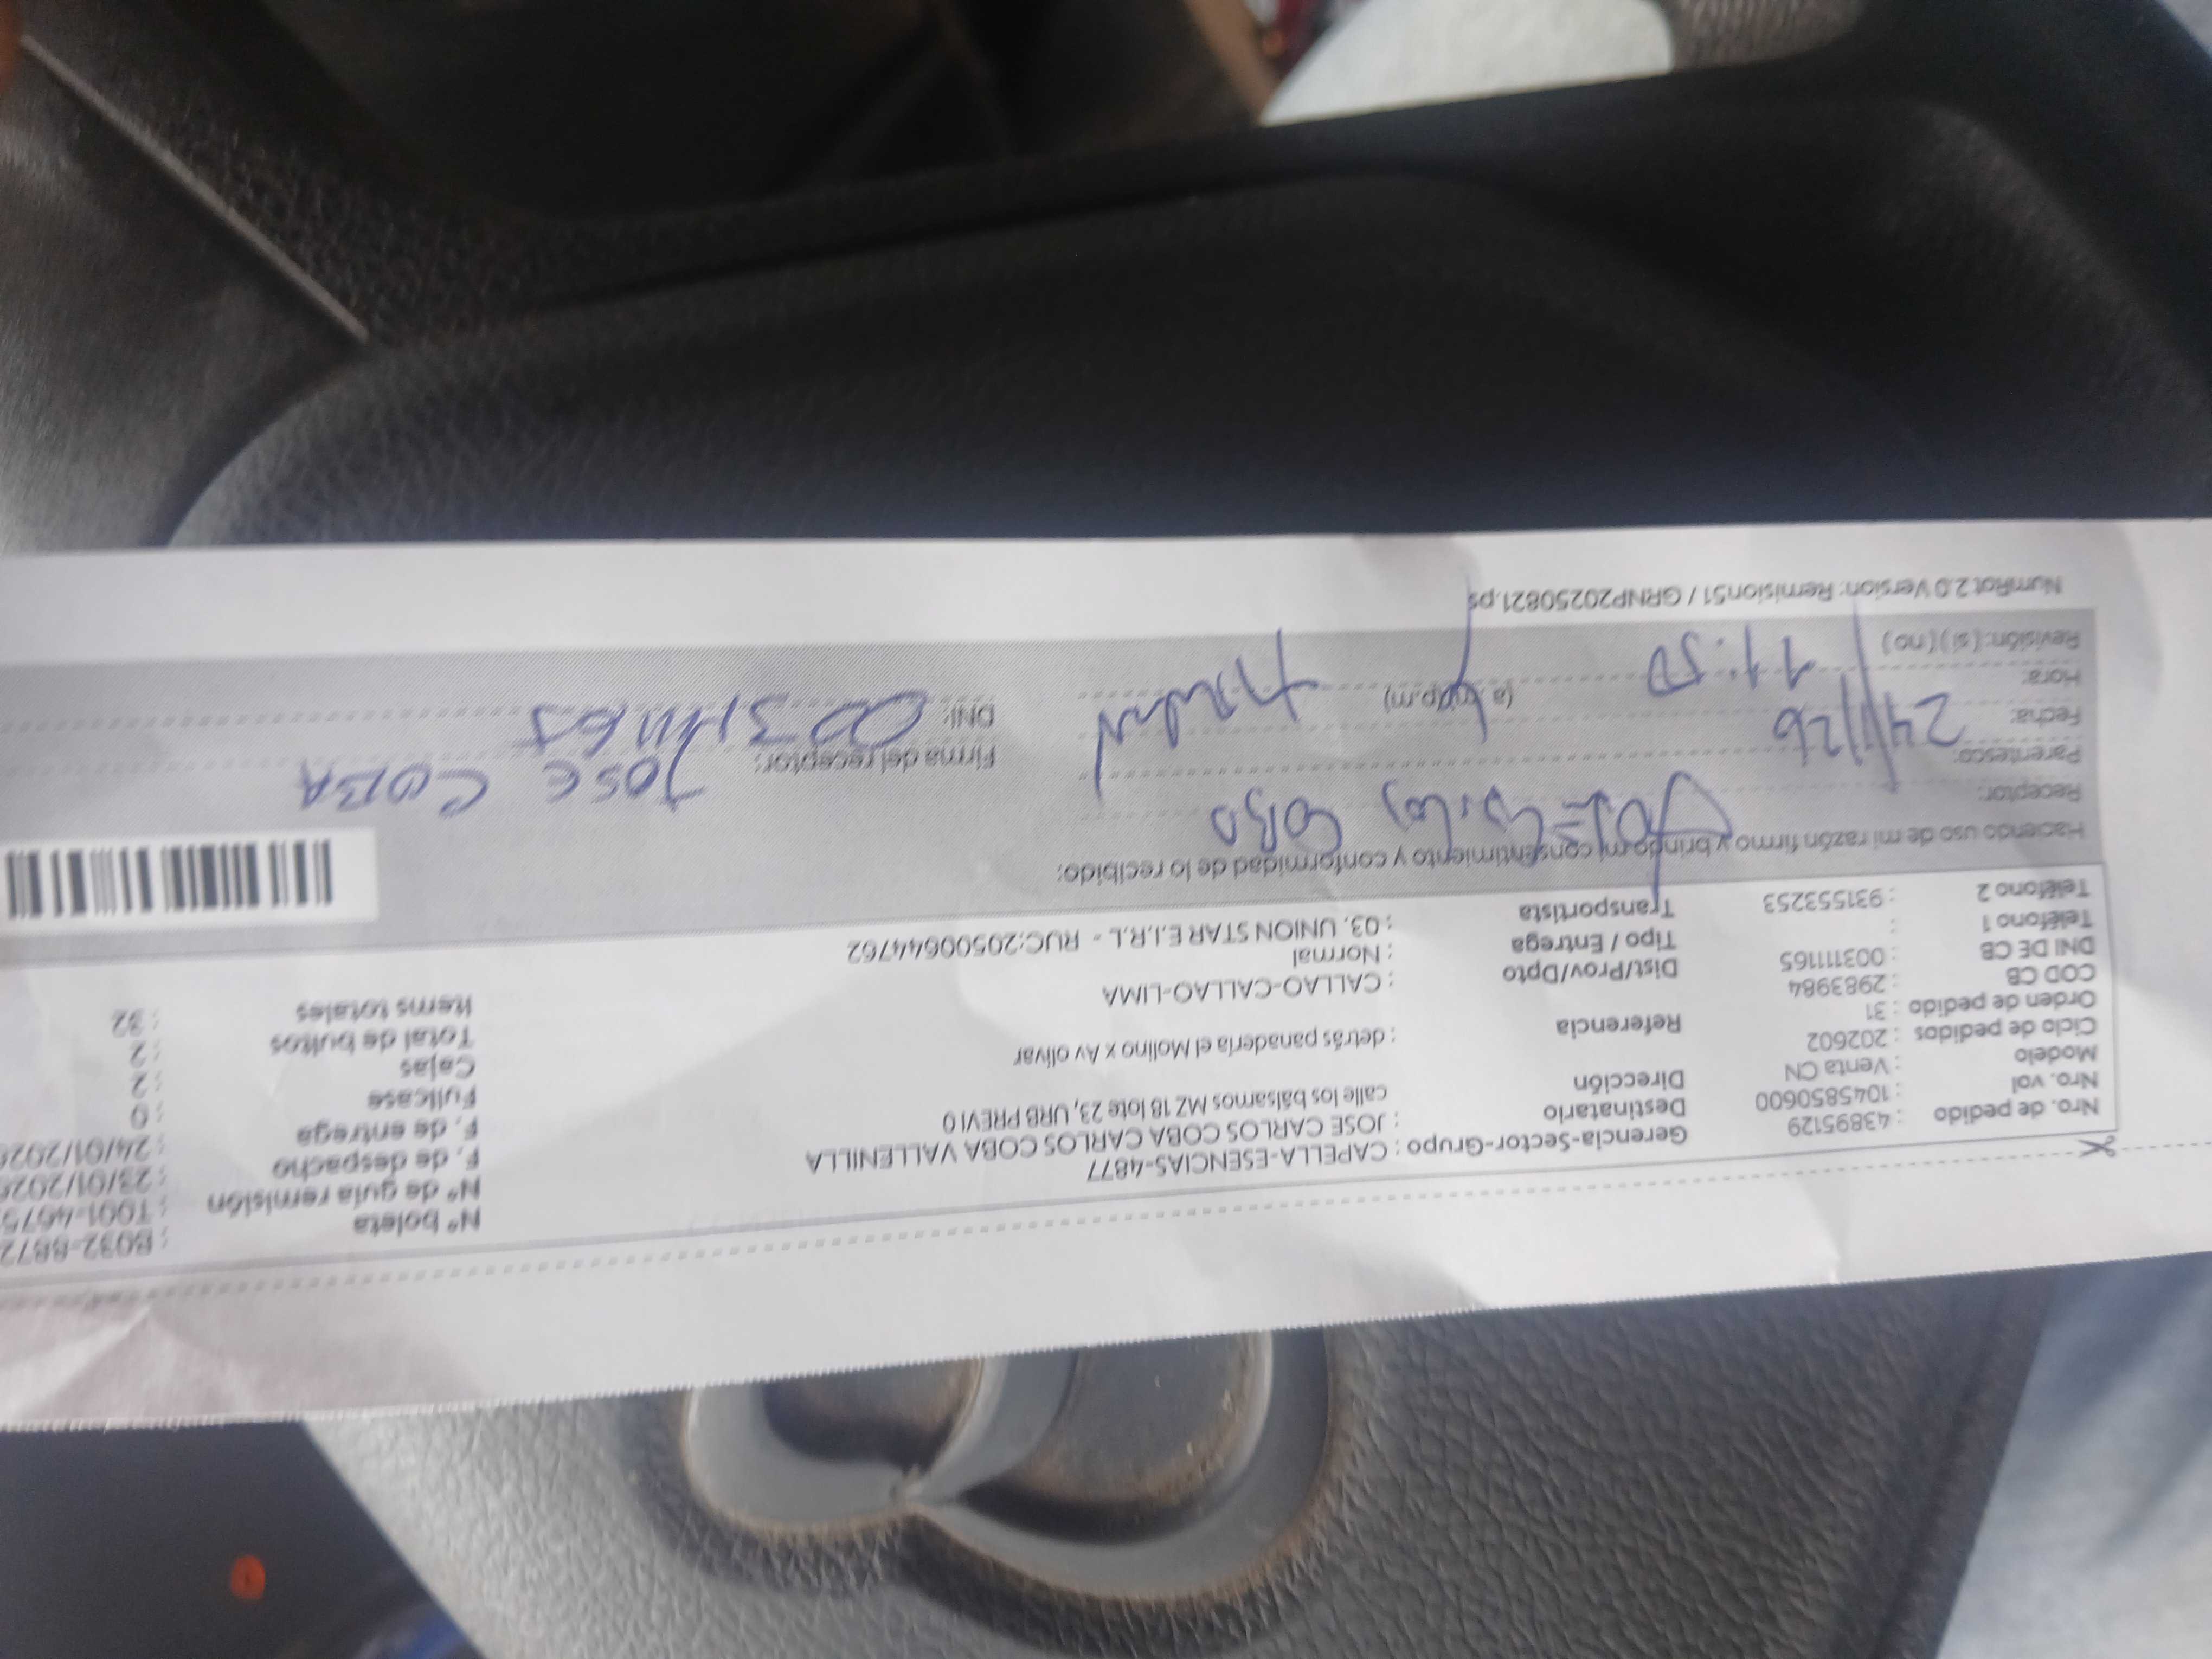 Nro. de pedido : 43895129 Gerencia-Sector-Grupo : CAPELLA-ESENCIAS-4877 Nº boleta : B032-8872
Nro. vol : 1045850600 Destinatario : JOSE CARLOS COBA CARLOS COBA VALLENILLA Nº de guía remisión : T001-4675
Modelo : Venta CN Dirección calle los bálsamos MZ 18 lote 23, URB PREVI 0 F. de despacho : 23/01/202
Ciclo de pedidos : 202602 F. de entrega : 24/01/202
Orden de pedido : 31 Referencia : detrás panadería el Molino x Av olivar Fullcase : 0
COD CB : 2983984 Cajas : 2
DNI DE CB : 003111165 Dist/Prov/Dpto : CALLAO-CALLAO-LIMA Total de bultos : 2
Teléfono 1 : Tipo / Entrega : Normal Items totales : 32
Teléfono 2 : 931553253 Transportista : 03. UNION STAR E.I.R.L - RUC:20500644762
Haciendo uso de mi razón firmo y brindo mi consentimiento y conformidad de lo recibido:
Receptor:
Parentesco: Firma del receptor: JOSE COBA
Fecha: 24/1/26 DNI:
Hora: 11:50 (a.m)(p.m)
Revisión: (si) (no)
NumRot 2.0 Version: Remision51 / GRNP20250821.ps